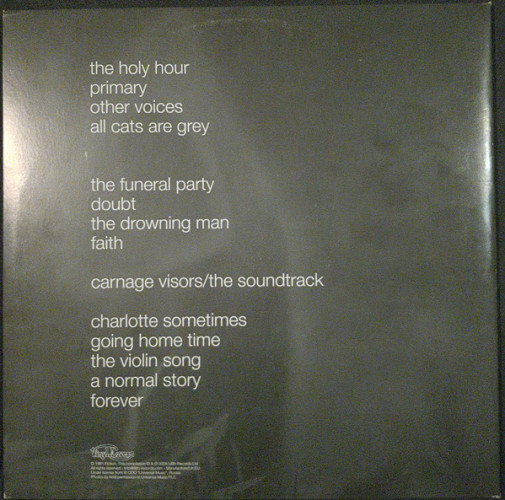 the holy hour
primary
other voices
all cats are grey
the funeral party
doubt
the drowning man
faith
carnage visors/the soundtrack
charlotte sometimes
going home time
the violin song
a normal story
forever